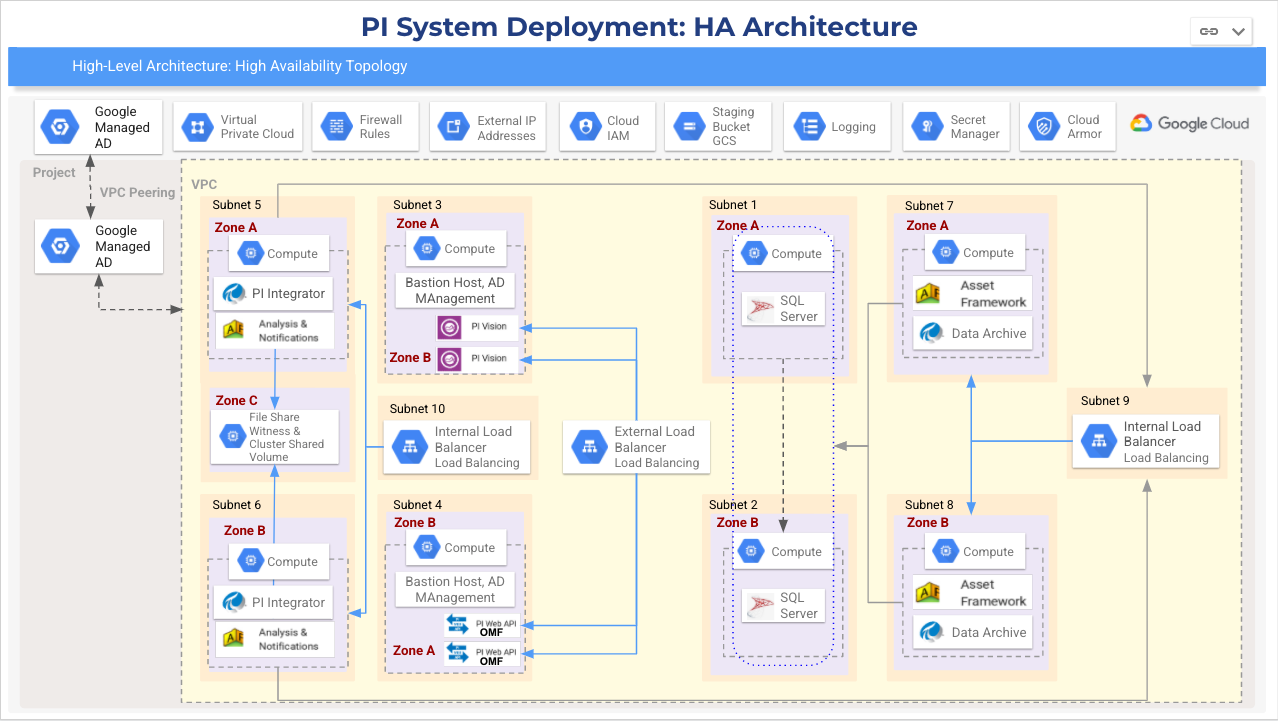 PI System Deployment: HA Architecture
High-Level Architecture: High Availability Topology
Google
Managed
AD
Virtual
Private Cloud
Firewall
Rules
External IP
Addresses
Cloud
IAM
Staging
Bucket
GCS
Logging
Secret
Manager
Cloud
Armor
Google Cloud
Project
VPC Peering
Google
Managed
AD
VPC
Subnet 5
Zone A
Compute
PI Integrator
Analysis &
Notifications
Zone C
File Share
Witness &
Cluster Shared
Volume
Subnet 6
Zone B
Compute
PI Integrator
Analysis &
Notifications
Subnet 3
Zone A
Compute
Bastion Host, AD
MAnagement
PI Vision
Zone B
PI Vision
Subnet 10
Internal Load
Balancer
Load Balancing
Subnet 4
Zone B
Compute
Bastion Host, AD
MAnagement
PI Web API
OMF
Zone A
PI Web API
OMF
External Load
Balancer
Load Balancing
Subnet 1
Zone A
Compute
SQL
Server
Subnet 2
Zone B
Compute
SQL
Server
Subnet 7
Zone A
Compute
Asset
Framework
Data Archive
Subnet 8
Zone B
Compute
Asset
Framework
Data Archive
Subnet 9
Internal Load
Balancer
Load Balancing